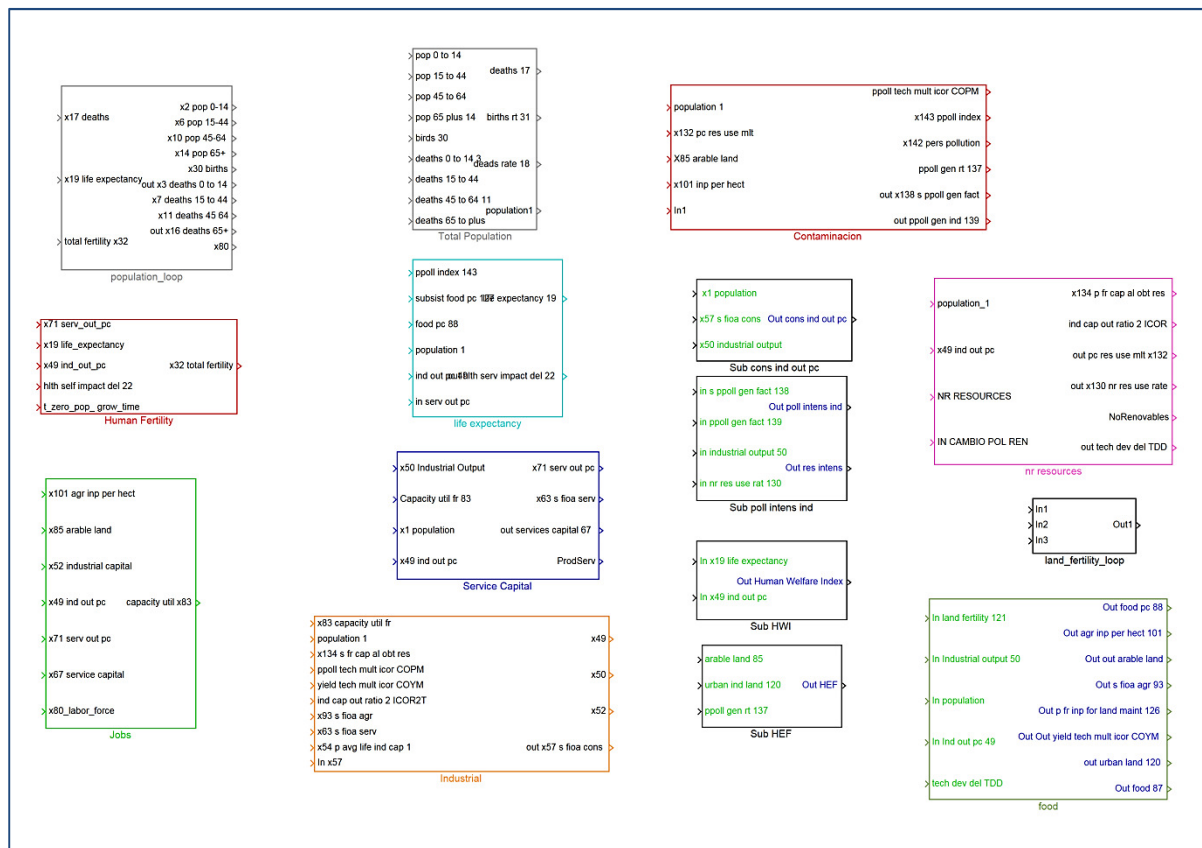 x17 deaths
x19 life expectancy
total fertility x32
x2 pop 0-14
x6 pop 15-44
x10 pop 45-64
x14 pop 65+
x30 births
out x3 deaths 0 to 14
x7 deaths 15 to 44
x11 deaths 45 64
out x16 deaths 65+
x80
population_loop
pop 0 to 14
pop 15 to 44
pop 45 to 64
pop 65 plus 14
birds 30
deaths 0 to 14 3
deaths 15 to 44
deaths 45 to 64 11
deaths 65 to plus
deaths 17
births rt 31
deads rate 18
population1
Total Population
population 1
x132 pc res use mlt
X85 arable land
x101 inp per hect
In1
ppoll tech mult icor COPM
x143 ppoll index
x142 pers pollution
ppoll gen rt 137
out x138 s ppoll gen fact
out ppoll gen ind 139
Contaminacion
x71 serv_out_pc
x19 life_expectancy
x49 ind_out_pc
hlth self impact del 22
t_zero_pop_ grow_time
x32 total fertility
Human Fertility
ppoll index 143
subsist food pc
food pc 88
population 1
ind out pc 49
in serv out pc
life expectancy 19
hlth serv impact del 22
life expectancy
x1 population
x57 s fioa cons
x50 industrial output
Out cons ind out pc
Sub cons ind out pc
in s ppoll gen fact 138
in ppoll gen fact 139
in industrial output 50
in nr res use rat 130
Out poll intens ind
Out res intens
Sub poll intens ind
population_1
x49 ind out pc
NR RESOURCES
IN CAMBIO POL REN
x134 p fr cap al obt res
ind cap out ratio 2 ICOR
out pc res use mlt x132
out x130 nr res use rate
NoRenovables
out tech dev del TDD
nr resources
x101 agr inp per hect
x85 arable land
x52 industrial capital
x49 ind out pc
x71 serv out pc
x67 service capital
x80_labor_force
capacity util x83
Jobs
x50 Industrial Output
Capacity util fr 83
x1 population
x49 ind out pc
x71 serv out pc
x63 s fioa serv
out services capital 67
ProdServ
Service Capital
In x19 life expectancy
In x49 ind out pc
Out Human Welfare Index
Sub HWI
In1
In2
In3
Out1
land_fertility_loop
x83 capacity util fr
population 1
x134 s fr cap al obt res
ppoll tech mult icor COPM
yield tech mult icor COYM
ind cap out ratio 2 ICOR2T
x93 s fioa agr
x63 s fioa serv
x54 p avg life ind cap 1
In x57
x49
x50
x52
out x57 s fioa cons
Industrial
arable land 85
urban ind land 120
ppoll gen rt 137
Out HEF
Sub HEF
In land fertility 121
In Industrial output 50
In population
In Ind out pc 49
tech dev del TDD
Out food pc 88
Out agr inp per hect 101
Out out arable land
Out s fioa agr 93
Out p fr inp for land maint 126
Out Out yield tech mult icor COYM
out urban land 120
Out food 87
food